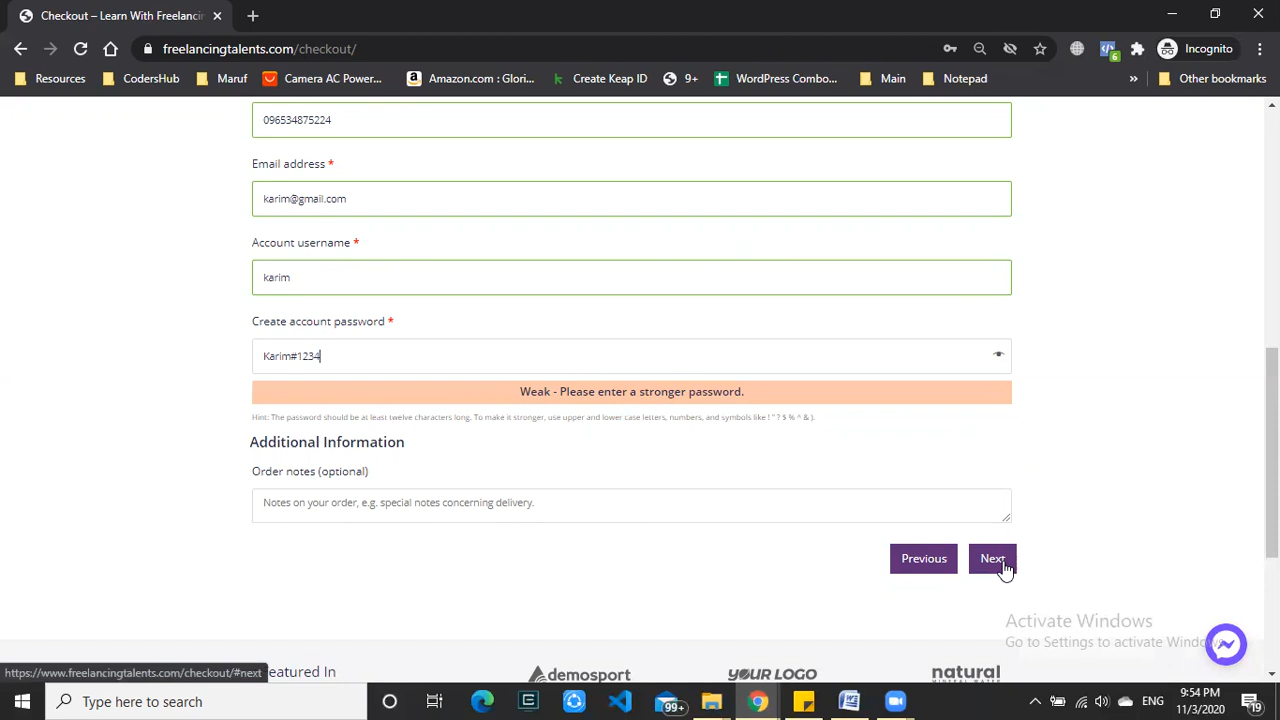 Checkout – Learn With Freelancin
freelancingtalents.com/checkout/
6
Incognito
Resources
CodersHub
Maruf
Camera AC Power...
Amazon.com : Glori...
Create Keap ID
9+
WordPress Combo...
Main
Notepad
»
Other bookmarks
096534875224
Email address *
karim@gmail.com
Account username *
karim
Create account password *
Karim#1234
Weak - Please enter a stronger password.
Hint: The password should be at least twelve characters long. To make it stronger, use upper and lower case letters, numbers, and symbols like ! " ? $ % ^ & ).
Additional Information
Order notes (optional)
Notes on your order, e.g. special notes concerning delivery.
Previous
Next
Activate Windows
Go to Settings to activate Windows.
https://www.freelancingtalents.com/checkout/#next
eatured In
demosport
YOUR LOGO
natural
MINERAL WATER
Type here to search
99+
ENG
9:54 PM
11/3/2020
19